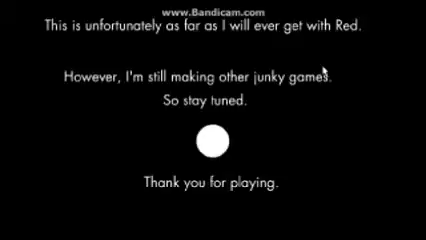 www.Bandicam.com
This is unfortunately as far as I will ever get with Red.
However, I'm still making other junky games.
So stay tuned.
Thank you for playing.